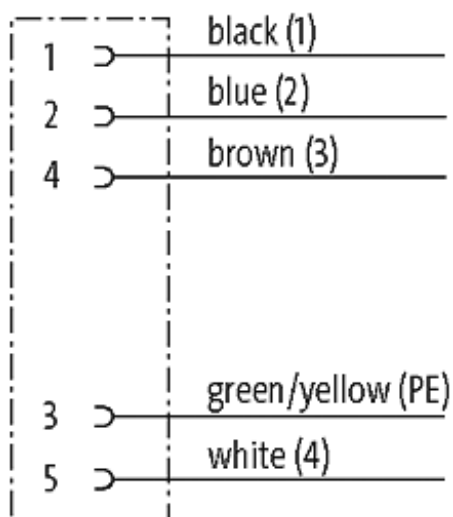 1 black (1)
2 blue (2)
4 brown (3)
3 green/yellow (PE)
5 white (4)